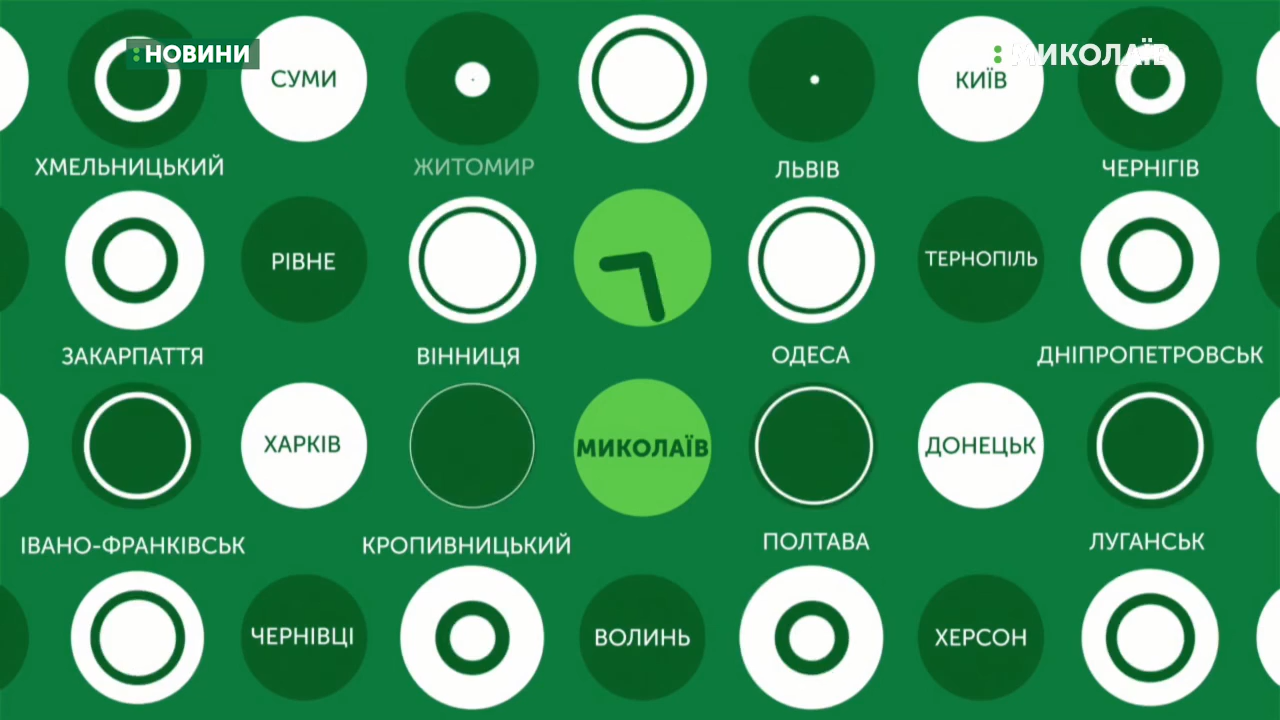 :НОВИНИ
:МИКОЛАЇВ
СУМИ
КИЇВ
ХМЕЛЬНИЦЬКИЙ
ЖИТОМИР
ЛЬВІВ
ЧЕРНІГІВ
РІВНЕ
ТЕРНОПІЛЬ
ЗАКАРПАТТЯ
ВІННИЦЯ
ОДЕСА
ДНІПРОПЕТРОВСЬК
ХАРКІВ
МИКОЛАЇВ
ДОНЕЦЬК
ІВАНО-ФРАНКІВСЬК
КРОПИВНИЦЬКИЙ
ПОЛТАВА
ЛУГАНСЬК
ЧЕРНІВЦІ
ВОЛИНЬ
ХЕРСОН